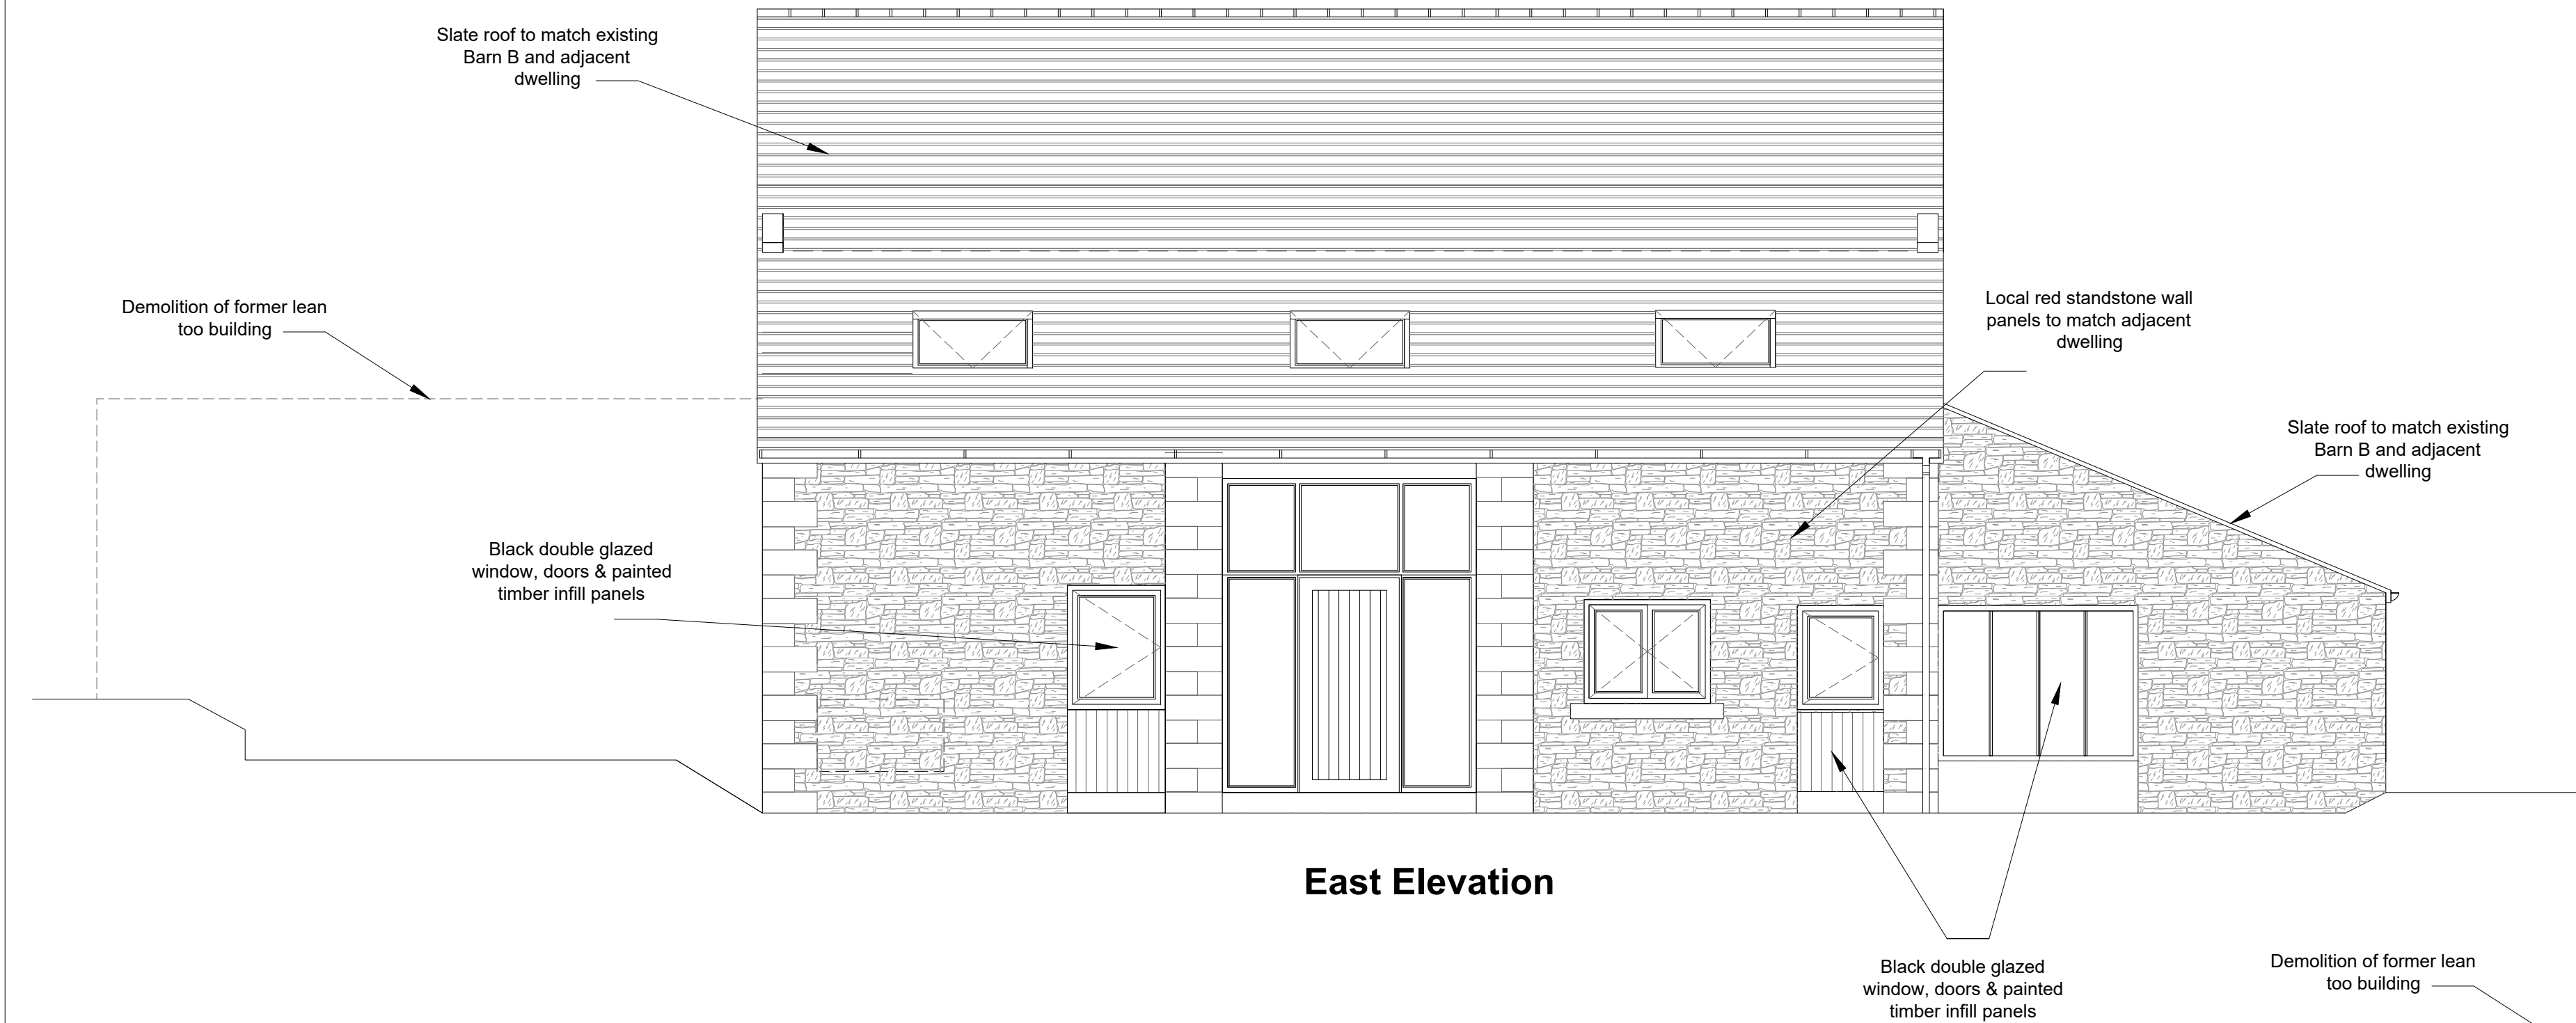 Slate roof to match existing
Barn B and adjacent
dwelling
Demolition of former lean
too building
Local red standstone wall
panels to match adjacent
dwelling
Slate roof to match existing
Barn B and adjacent
dwelling
Black double glazed
window, doors & painted
timber infill panels
East Elevation
Black double glazed
window, doors & painted
timber infill panels
Demolition of former lean
too building